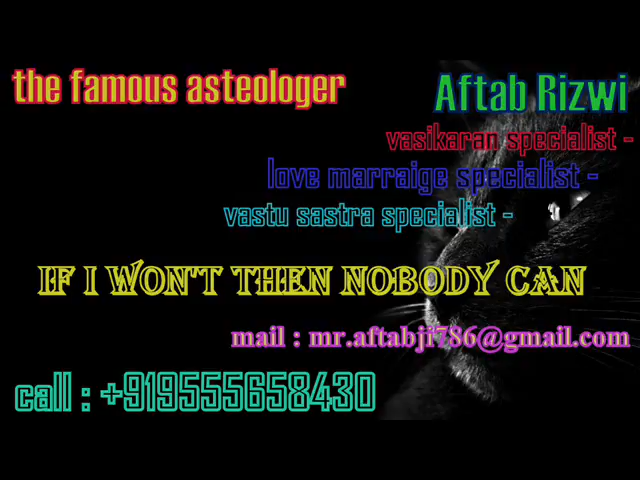 the famous asteologer
Aftab Rizwi
vasikaran specialist -
love marraige specialist -
vastu sastra specialist -
IF I WON'T THEN NOBODY CAN
mail : mr.aftabji786@gmail.com
call : +919555658430